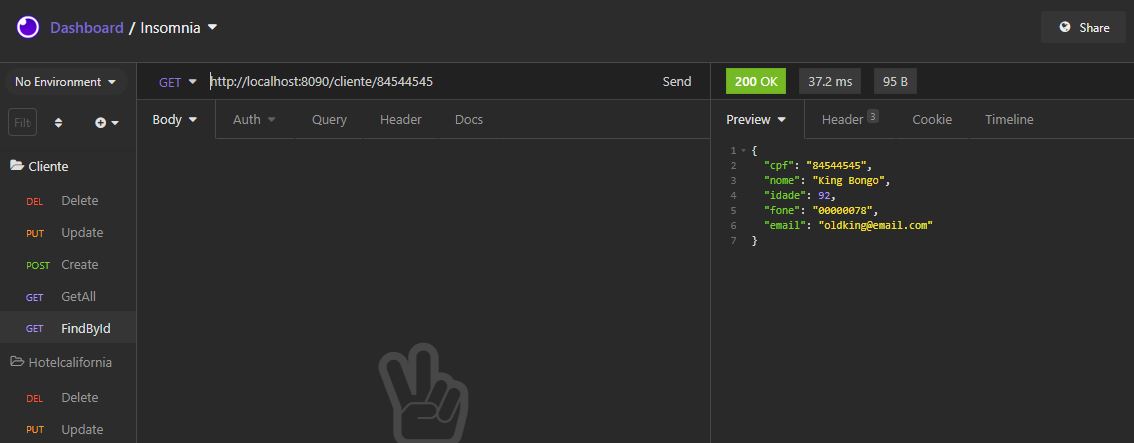 Dashboard / Insomnia
Share
No Environment
GET http://localhost:8090/cliente/84544545 Send
200 OK 37.2 ms 95 B
Body Auth Query Header Docs
Preview Header 3 Cookie Timeline
Cliente
DEL Delete
PUT Update
POST Create
GET GetAll
GET FindById
Hotelcalifornia
DEL Delete
PUT Update
1 {
2 "cpf": "84544545",
3 "nome": "King Bongo",
4 "idade": 92,
5 "fone": "00000078",
6 "email": "oldking@email.com"
7 }